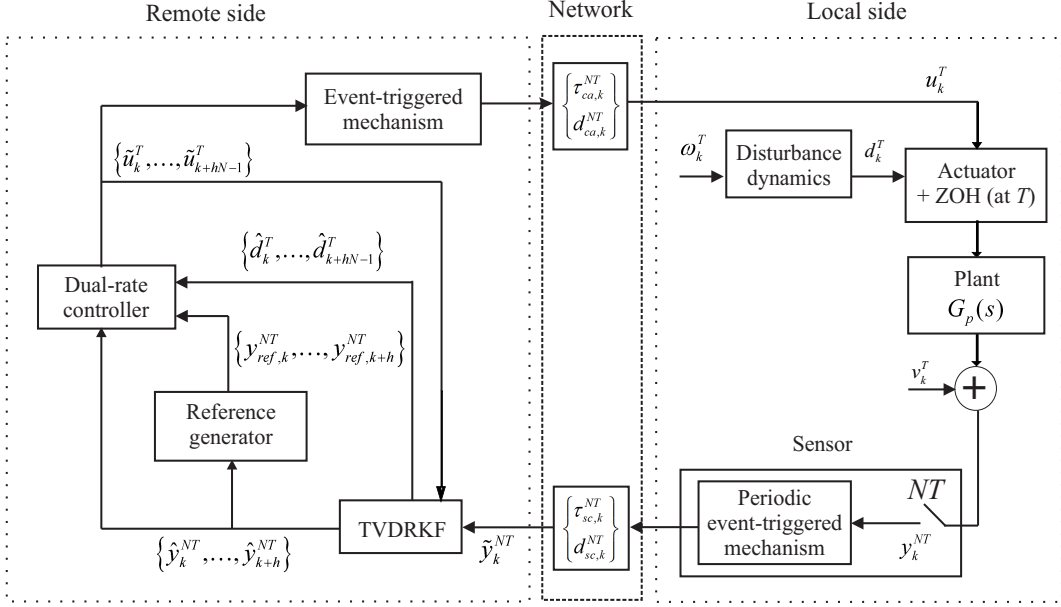 Remote side
Network
Local side
Event-triggered
mechanism
{τ_{ca,k}^{NT}
d_{ca,k}^{NT}}
u_k^T
{ũ_k^T,…,ũ_{k+hN−1}^T}
ω_k^T
Disturbance
dynamics
d_k^T
Actuator
+ ZOH (at T)
{d̂_k^T,…,d̂_{k+hN−1}^T}
Dual-rate
controller
Plant
G_p(s)
{y_{ref,k}^{NT},…,y_{ref,k+h}^{NT}}
v_k^T
+
Reference
generator
Sensor
TVDRKF
{τ_{sc,k}^{NT}
d_{sc,k}^{NT}}
Periodic
event-triggered
mechanism
NT
y_k^{NT}
{ŷ_k^{NT},…,ŷ_{k+h}^{NT}}
ỹ_k^{NT}